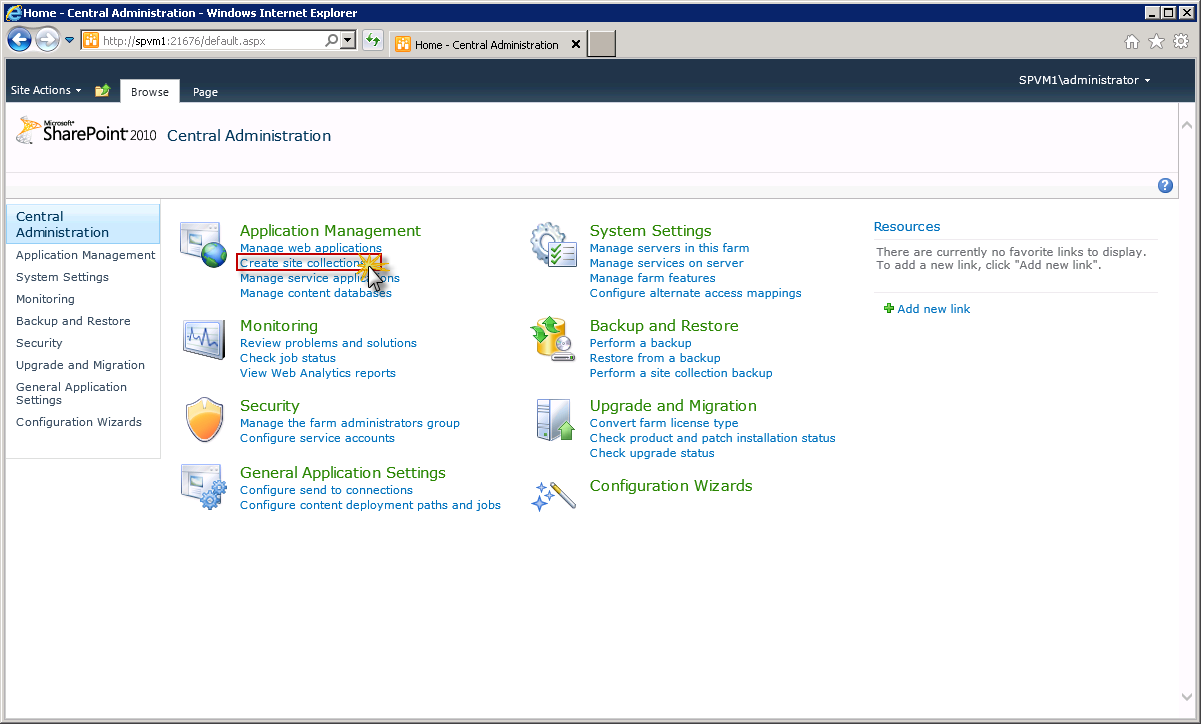 Home - Central Administration - Windows Internet Explorer
http://spvm1:21676/default.aspx
Home - Central Administration
Site Actions
Browse
Page
SPVM1\administrator
Microsoft
SharePoint 2010
Central Administration
Central Administration
Application Management
System Settings
Monitoring
Backup and Restore
Security
Upgrade and Migration
General Application
Settings
Configuration Wizards
Application Management
Manage web applications
Create site collection
Manage service applications
Manage content databases
Monitoring
Review problems and solutions
Check job status
View Web Analytics reports
Security
Manage the farm administrators group
Configure service accounts
General Application Settings
Configure send to connections
Configure content deployment paths and jobs
System Settings
Manage servers in this farm
Manage services on server
Manage farm features
Configure alternate access mappings
Backup and Restore
Perform a backup
Restore from a backup
Perform a site collection backup
Upgrade and Migration
Convert farm license type
Check product and patch installation status
Check upgrade status
Configuration Wizards
Resources
There are currently no favorite links to display.
To add a new link, click "Add new link".
Add new link